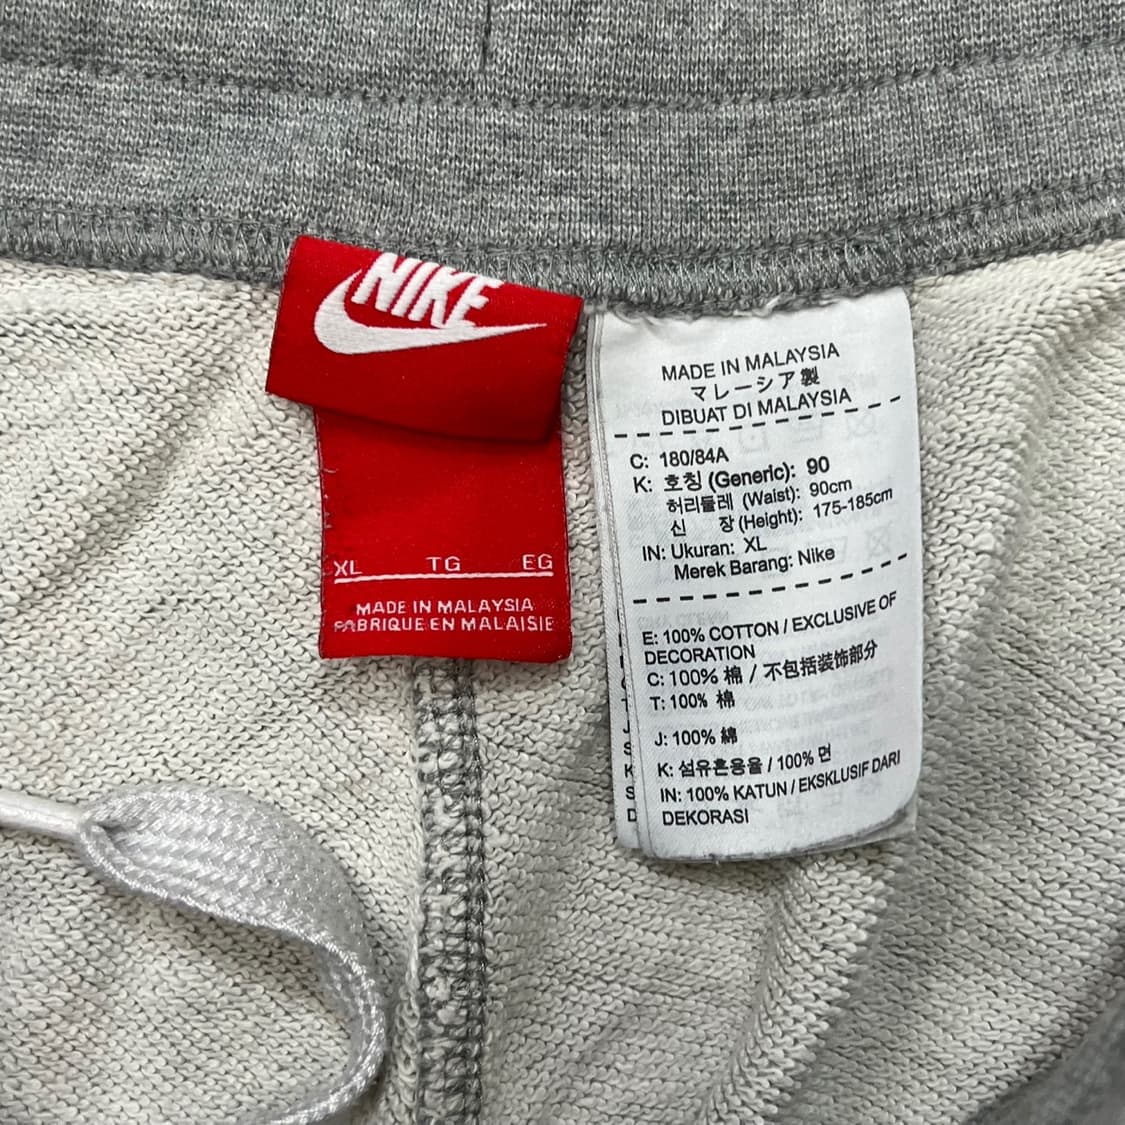 NIKE
XL TG EG
MADE IN MALAYSIA
FABRIQUE EN MALAISIE
MADE IN MALAYSIA
マレーシア製
DIBUAT DI MALAYSIA
C: 180/84A
K: 호칭 (Generic): 90
허리둘레 (Waist): 90cm
신 장 (Height): 175-185cm
IN: Ukuran: XL
Merek Barang: Nike
E: 100% COTTON / EXCLUSIVE OF
DECORATION
C: 100% 棉 / 不包括装饰部分
T: 100% 棉
J: 100% 綿
K: 섬유혼용율 / 100% 면
IN: 100% KATUN / EKSKLUSIF DARI
DEKORASI